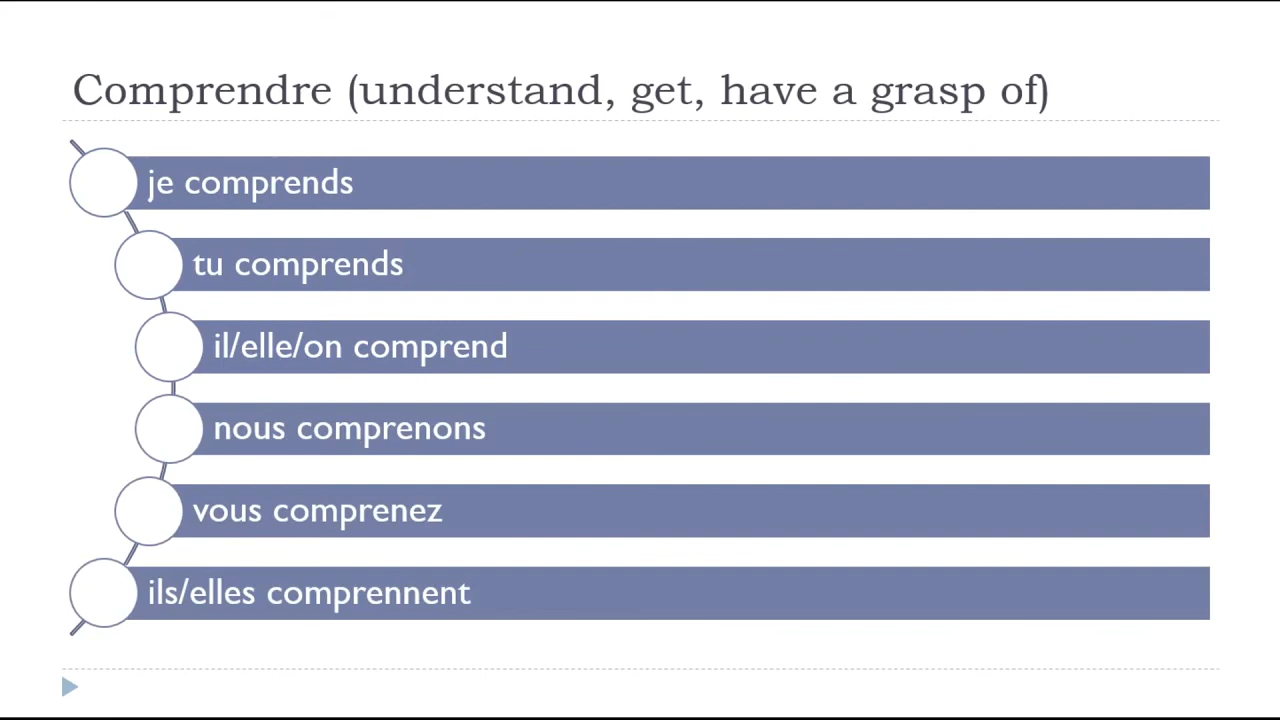 Comprendre (understand, get, have a grasp of)
je comprends
tu comprends
il/elle/on comprend
nous comprenons
vous comprenez
ils/elles comprennent